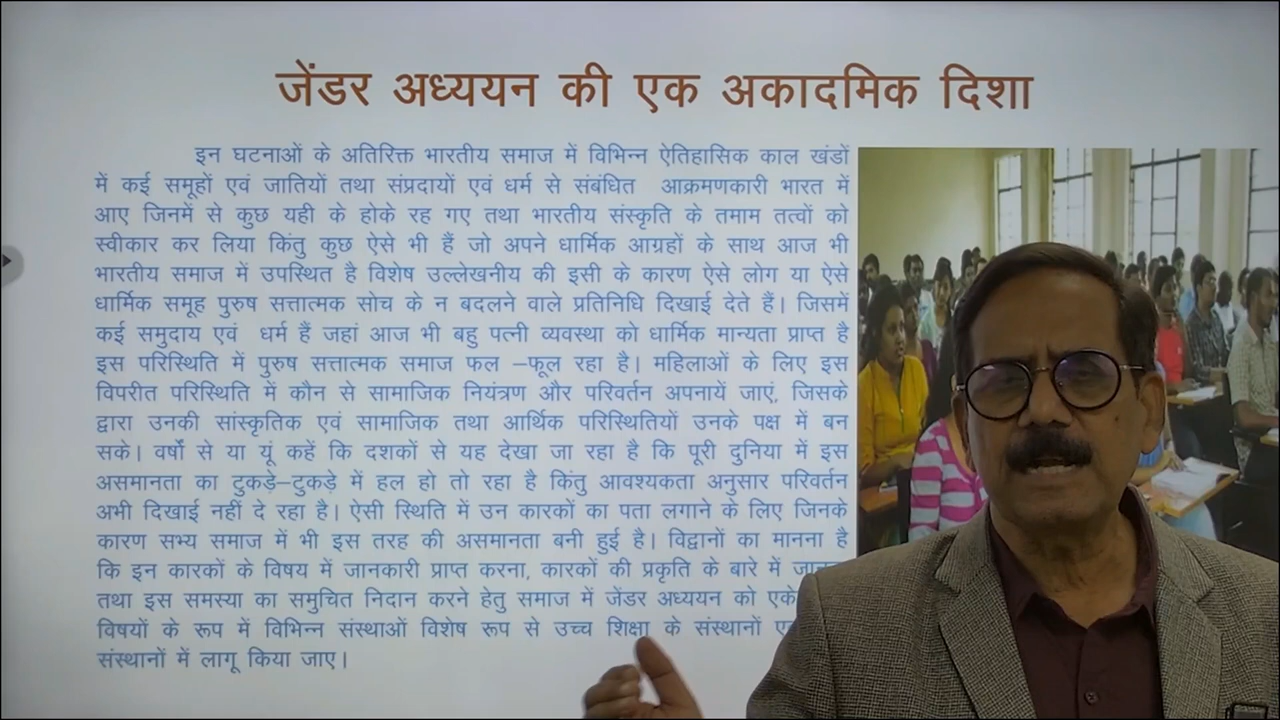 जेंडर अध्ययन की एक अकादमिक दिशा
इन घटनाओं के अतिरिक्त भारतीय समाज में विभिन्न ऐतिहासिक काल खंडों
में कई समूहों एवं जातियों तथा संप्रदायों एवं धर्म से संबंधित आक्रमणकारी भारत में
आए जिनमें से कुछ यही के होके रह गए तथा भारतीय संस्कृति के तमाम तत्वों को
स्वीकार कर लिया किंतु कुछ ऐसे भी हैं जो अपने धार्मिक आग्रहों के साथ आज भी
भारतीय समाज में उपस्थित है विशेष उल्लेखनीय की इसी के कारण ऐसे लोग या ऐसे
धार्मिक समूह पुरुष सत्तात्मक सोच के न बदलने वाले प्रतिनिधि दिखाई देते हैं। जिसमें
कई समुदाय एवं धर्म हैं जहां आज भी बहु पत्नी व्यवस्था को धार्मिक मान्यता प्राप्त है
इस परिस्थिति में पुरुष सत्तात्मक समाज फल –फूल रहा है। महिलाओं के लिए इस
विपरीत परिस्थिति में कौन से सामाजिक नियंत्रण और परिवर्तन अपनायें जाएं, जिसके
द्वारा उनकी सांस्कृतिक एवं सामाजिक तथा आर्थिक परिस्थितियों उनके पक्ष में बन
सके। वर्षों से या यूं कहें कि दशकों से यह देखा जा रहा है कि पूरी दुनिया में इस
असमानता का टुकड़े–टुकड़े में हल हो तो रहा है किंतु आवश्यकता अनुसार परिवर्तन
अभी दिखाई नहीं दे रहा है। ऐसी स्थिति में उन कारकों का पता लगाने के लिए जिनके
कारण सभ्य समाज में भी इस तरह की असमानता बनी हुई है। विद्वानों का मानना है
कि इन कारकों के विषय में जानकारी प्राप्त करना, कारकों की प्रकृति के बारे में
तथा इस समस्या का समुचित निदान करने हेतु समाज में जेंडर अध्ययन को
विषयों के रूप में विभिन्न संस्थाओं विशेष रूप से उच्च शिक्षा के संस्थानों
संस्थानों में लागू किया जाए।